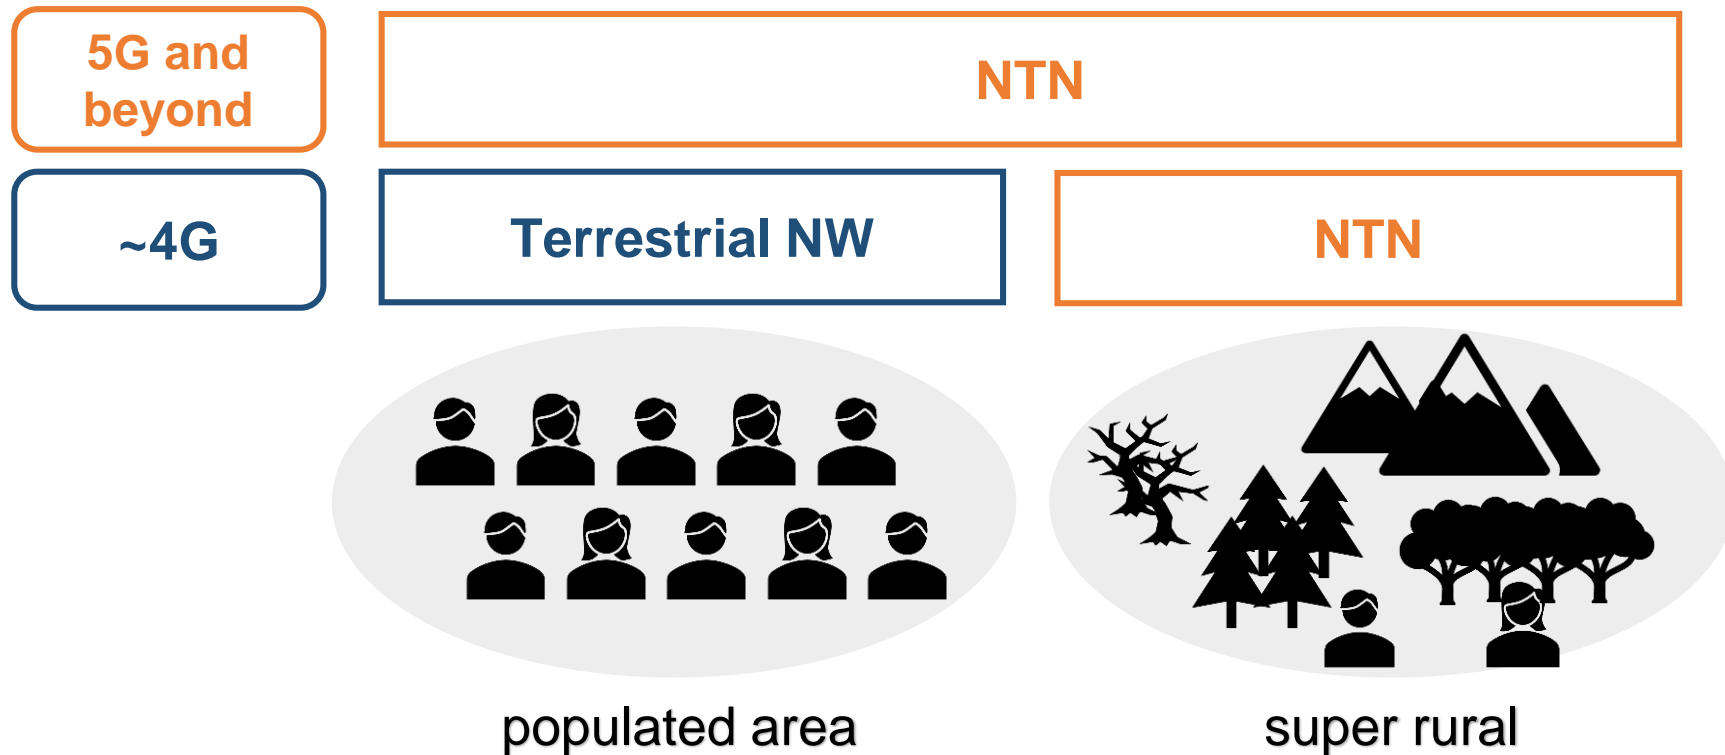 5G and
beyond
NTN
~4G
Terrestrial NW
NTN
populated area
super rural